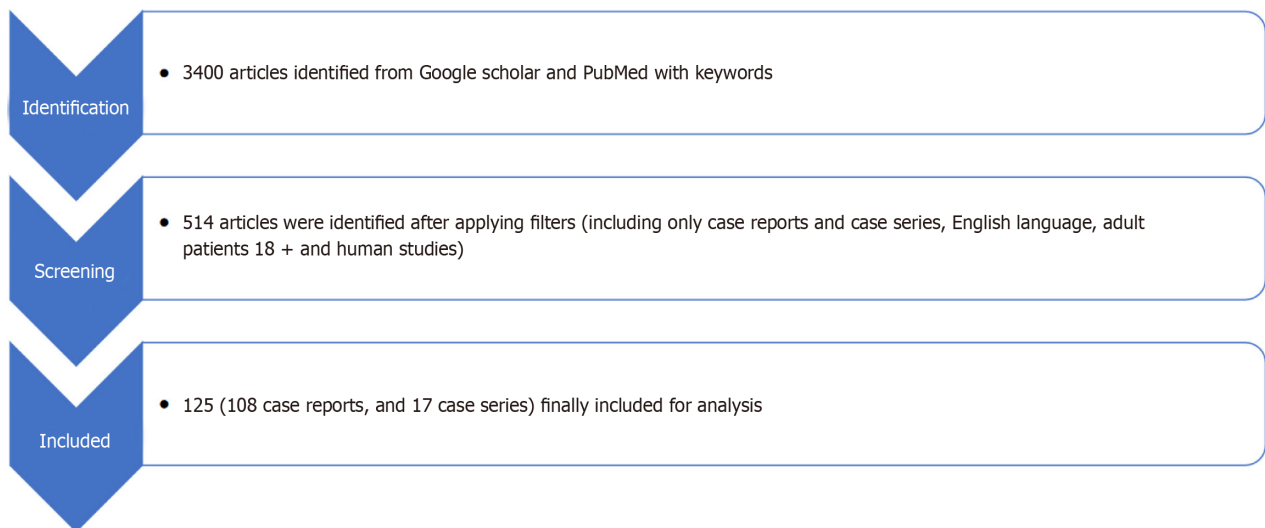 Identification
• 3400 articles identified from Google scholar and PubMed with keywords
Screening
• 514 articles were identified after applying filters (including only case reports and case series, English language, adult
patients 18 + and human studies)
Included
• 125 (108 case reports, and 17 case series) finally included for analysis